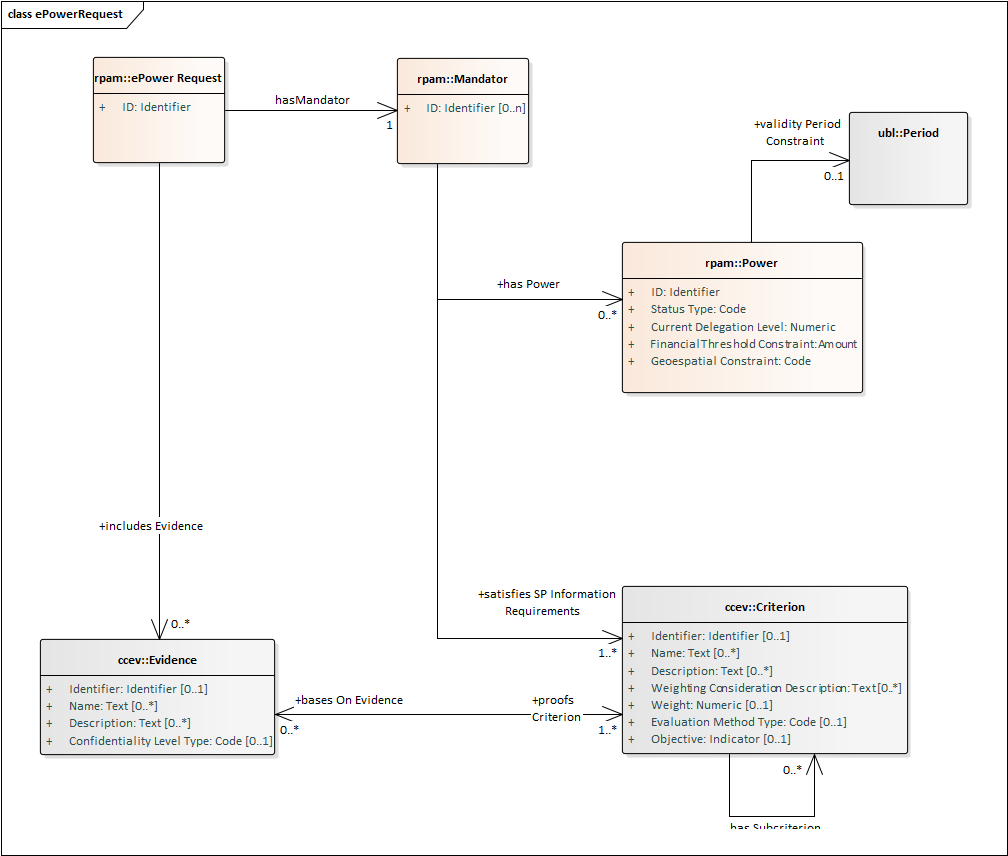 class ePowerRequest
rpam::ePower Request
+ ID: Identifier
hasMandator
1
rpam::Mandator
+ ID: Identifier [0..n]
+validity Period
Constraint
0..1
ubl::Period
+has Power
0..*
rpam::Power
+ ID: Identifier
+ Status Type: Code
+ Current Delegation Level: Numeric
+ Financial Threshold Constraint:Amount
+ Geoespatial Constraint: Code
+includes Evidence
0..*
+satisfies SP Information
Requirements
1..*
ccev::Evidence
+ Identifier: Identifier [0..1]
+ Name: Text [0..*]
+ Description: Text [0..*]
+ Confidentiality Level Type: Code [0..1]
+bases On Evidence
0..*
+proofs
Criterion
1..*
ccev::Criterion
+ Identifier: Identifier [0..1]
+ Name: Text [0..*]
+ Description: Text [0..*]
+ Weighting Consideration Description: Text[0..*]
+ Weight: Numeric [0..1]
+ Evaluation Method Type: Code [0..1]
+ Objective: Indicator [0..1]
0..*
has Subcriterion